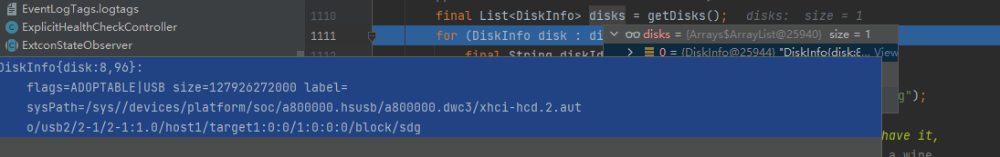 EventLogTags.logtags
ExplicitHealthCheckController
ExtconStateObserver
1110
final List<DiskInfo> disks = getDisks();   disks:  size = 1
1111
for (DiskInfo disk : di
disks = {Arrays$ArrayList@25940}  size = 1
0 = {DiskInfo@25944} "DiskInfo{disk:8... View
final String diskId
DiskInfo{disk:8,96}:
flags=ADOPTABLE|USB size=127926272000 label=
sysPath=/sys//devices/platform/soc/a800000.hsusb/a800000.dwc3/xhci-hcd.2.aut
o/usb2/2-1/2-1:1.0/host1/target1:0:0/1:0:0:0/block/sdg
g");
have it,
a wipe